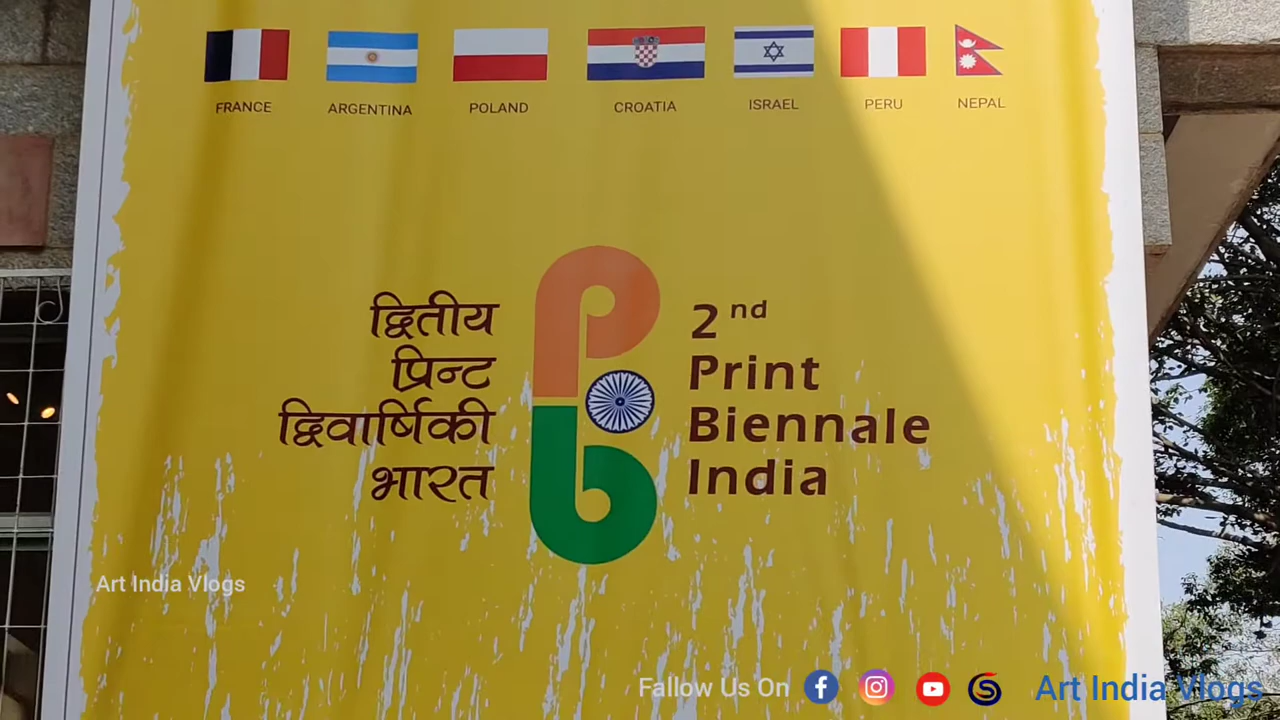 FRANCE
ARGENTINA
POLAND
CROATIA
ISRAEL
PERU
NEPAL
द्वितीय
प्रिन्ट
द्विवार्षिकी
भारत
2nd
Print
Biennale
India
Art India Vlogs
Fallow Us On
Art India Vlogs